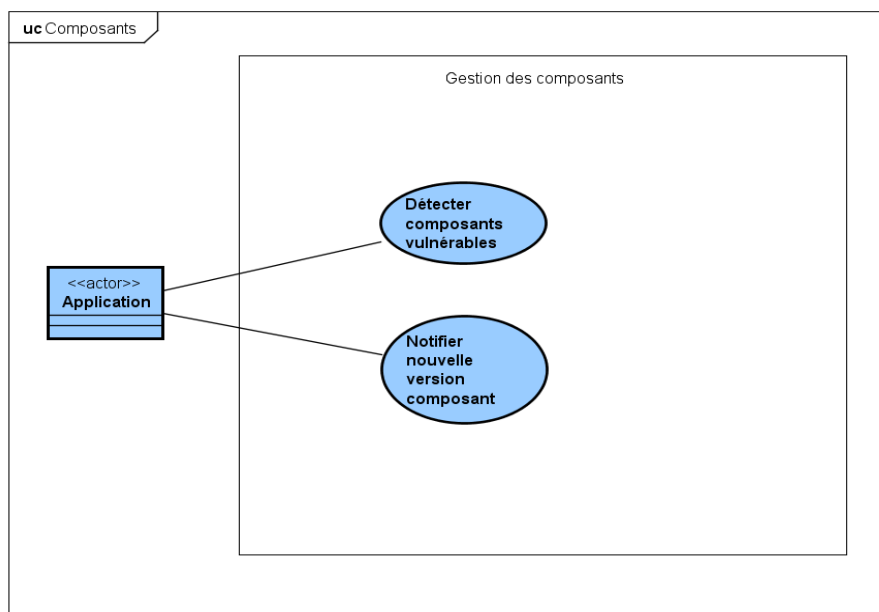 uc Composants
Gestion des composants
Détecter
composants
vulnérables
<<actor>>
Application
Notifier
nouvelle
version
composant